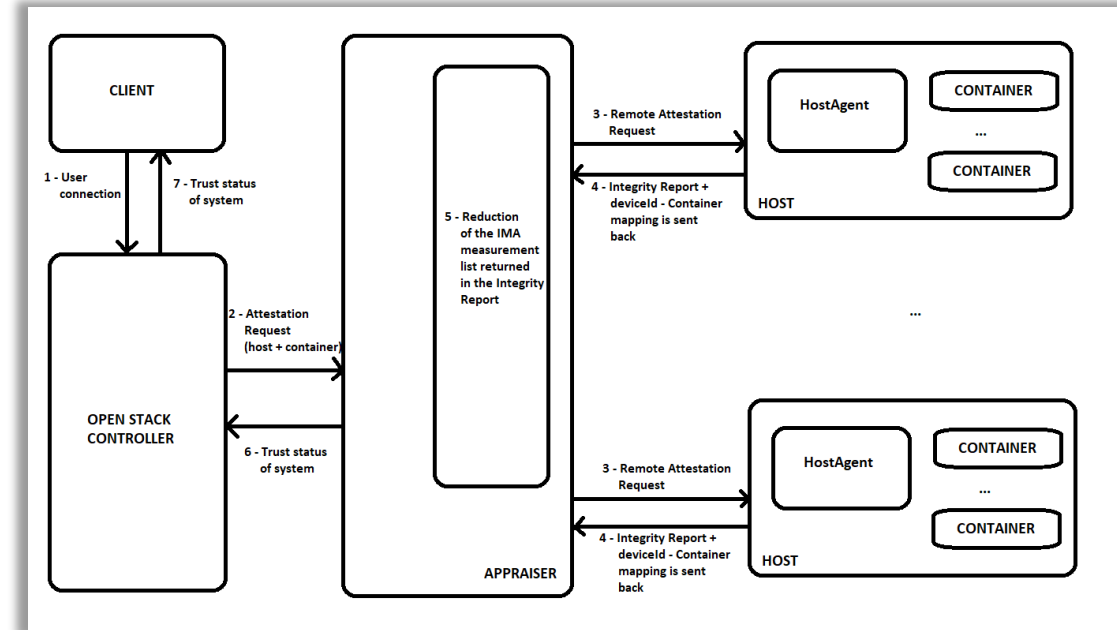 CLIENT
1 - User
connection
7 - Trust status
of system
OPEN STACK
CONTROLLER
2 - Attestation
Request
(host + container)
6 - Trust status
of system
5 - Reduction
of the IMA
measurement
list returned
in the Integrity
Report
APPRAISER
3 - Remote Attestation
Request
4 - Integrity Report +
deviceId - Container
mapping is sent
back
HostAgent
CONTAINER
...
CONTAINER
HOST
...
3 - Remote Attestation
Request
4 - Integrity Report +
deviceId - Container
mapping is sent
back
HostAgent
CONTAINER
...
CONTAINER
HOST